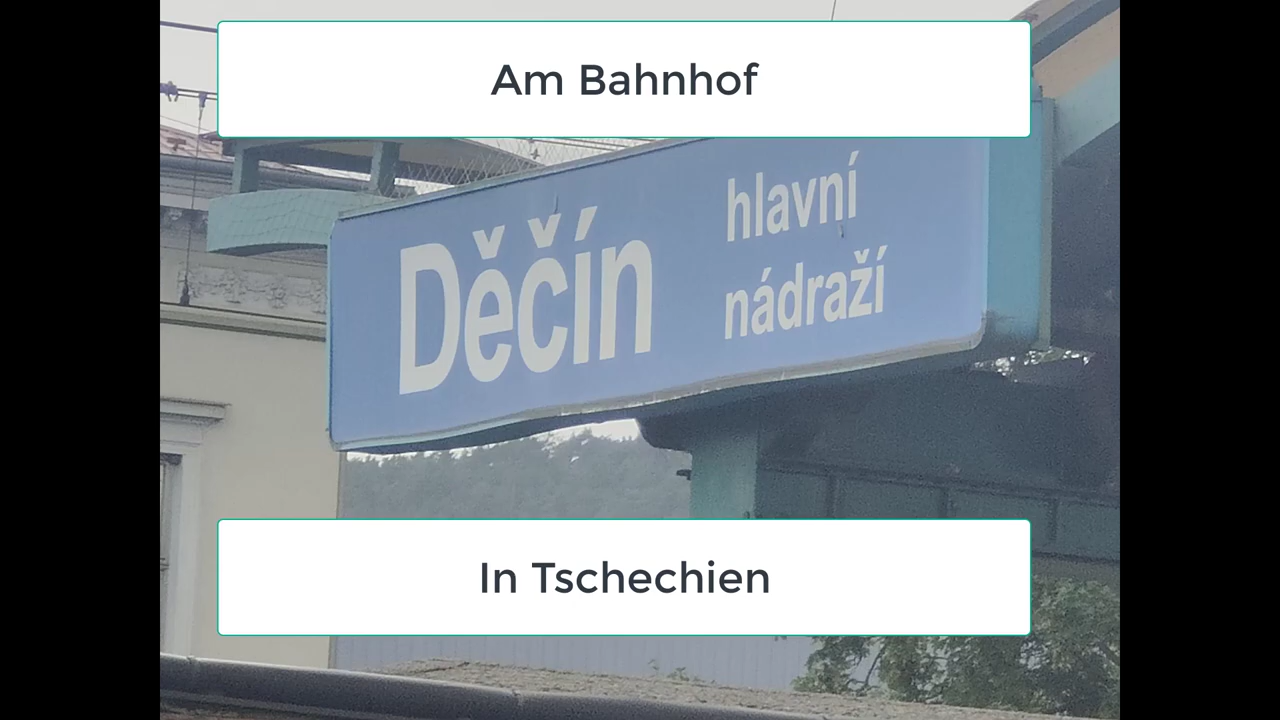 Am Bahnhof
Děčín
hlavní
nádraží
In Tschechien